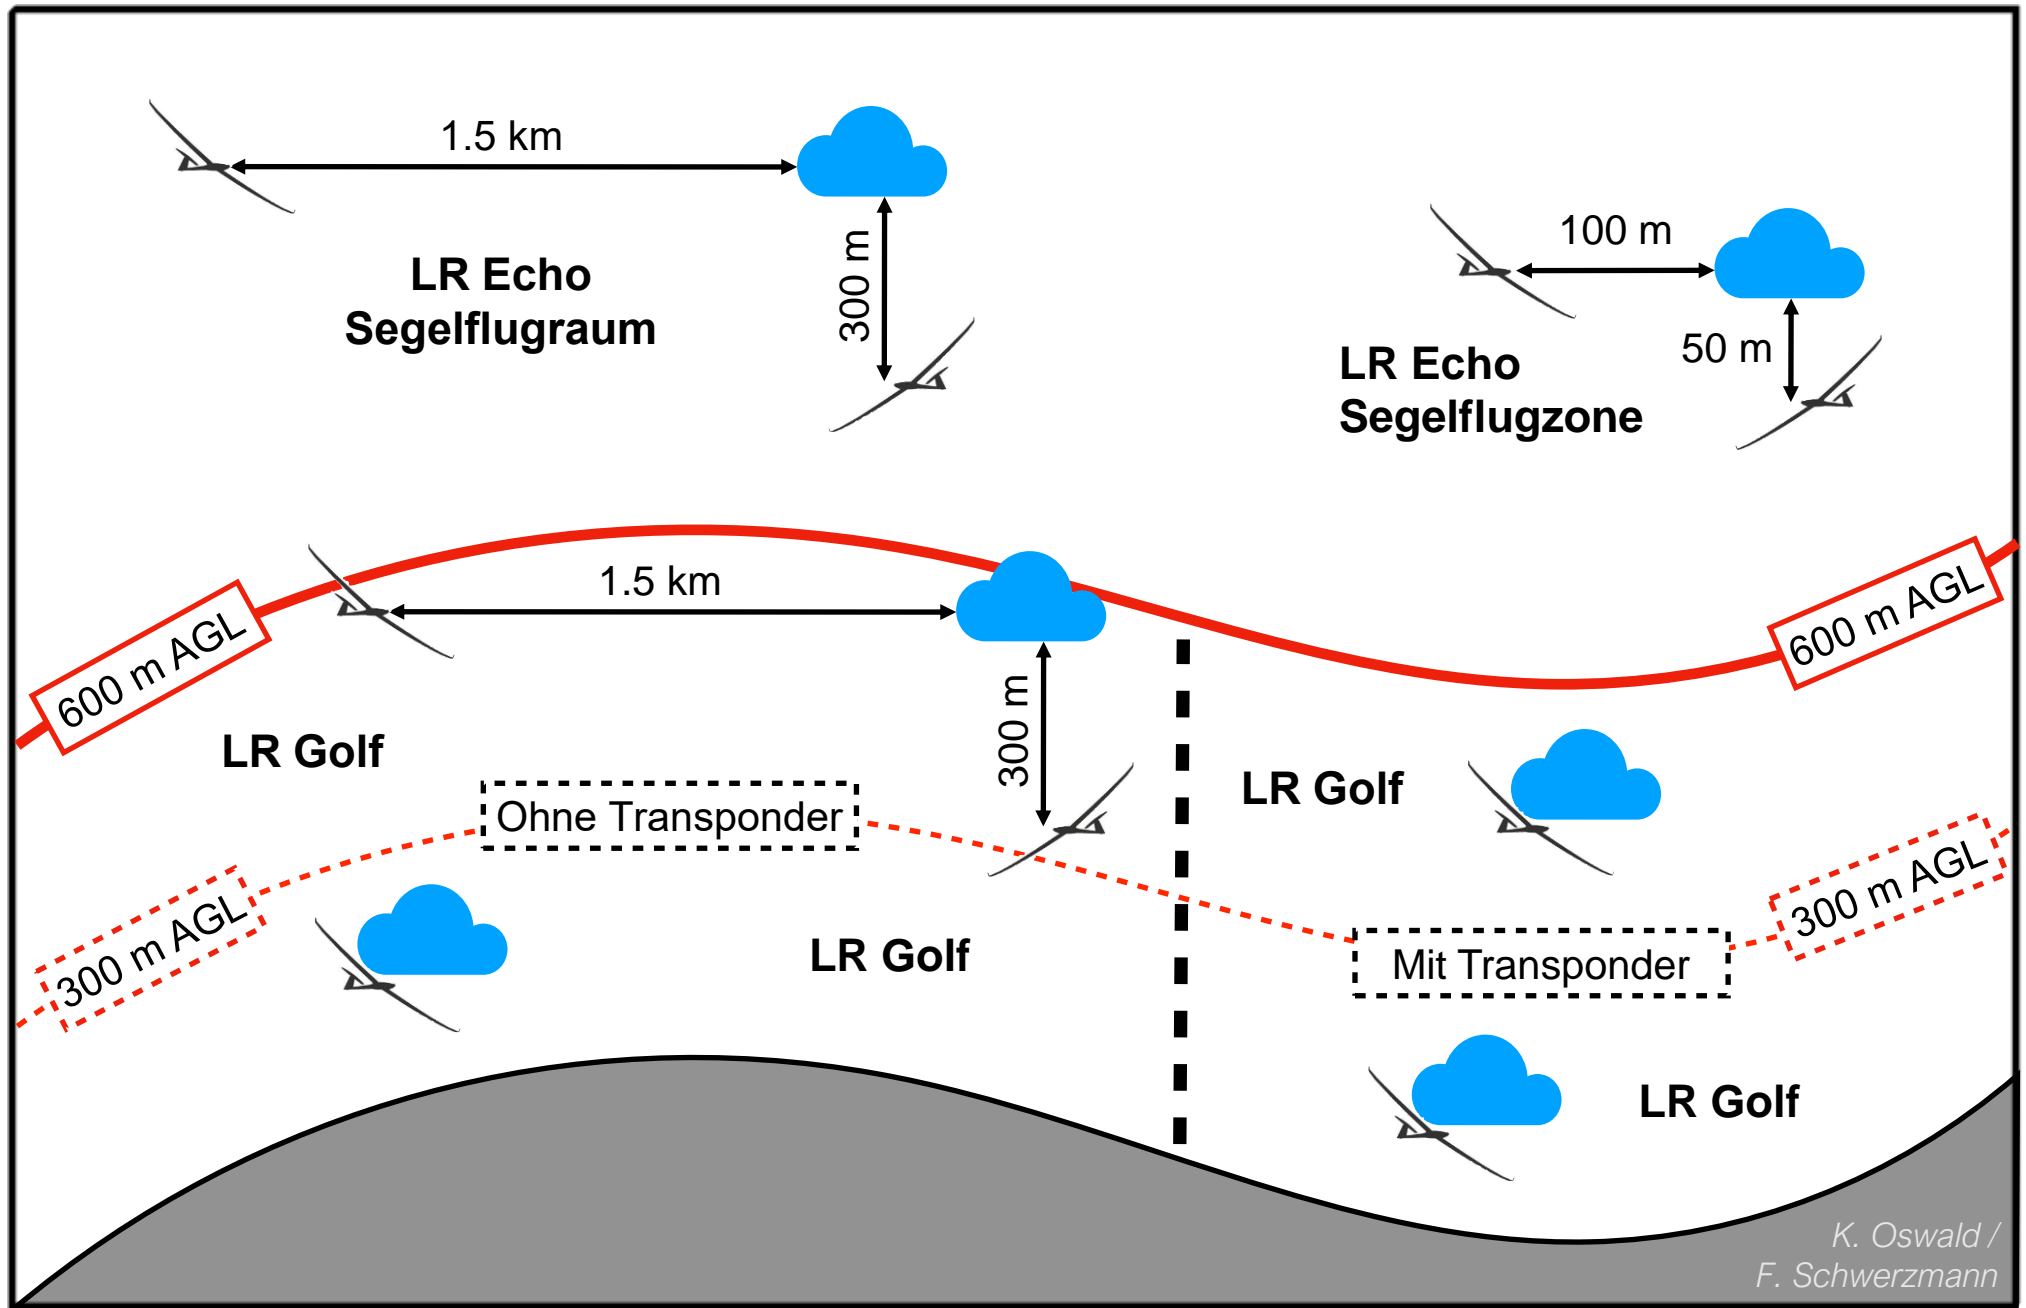 1.5 km
300 m
LR Echo
Segelflugraum
100 m
50 m
LR Echo
Segelflugzone
600 m AGL
1.5 km
600 m AGL
300 m
LR Golf
LR Golf
Ohne Transponder
300 m AGL
300 m AGL
LR Golf
Mit Transponder
LR Golf
K. Oswald /
F. Schwerzmann